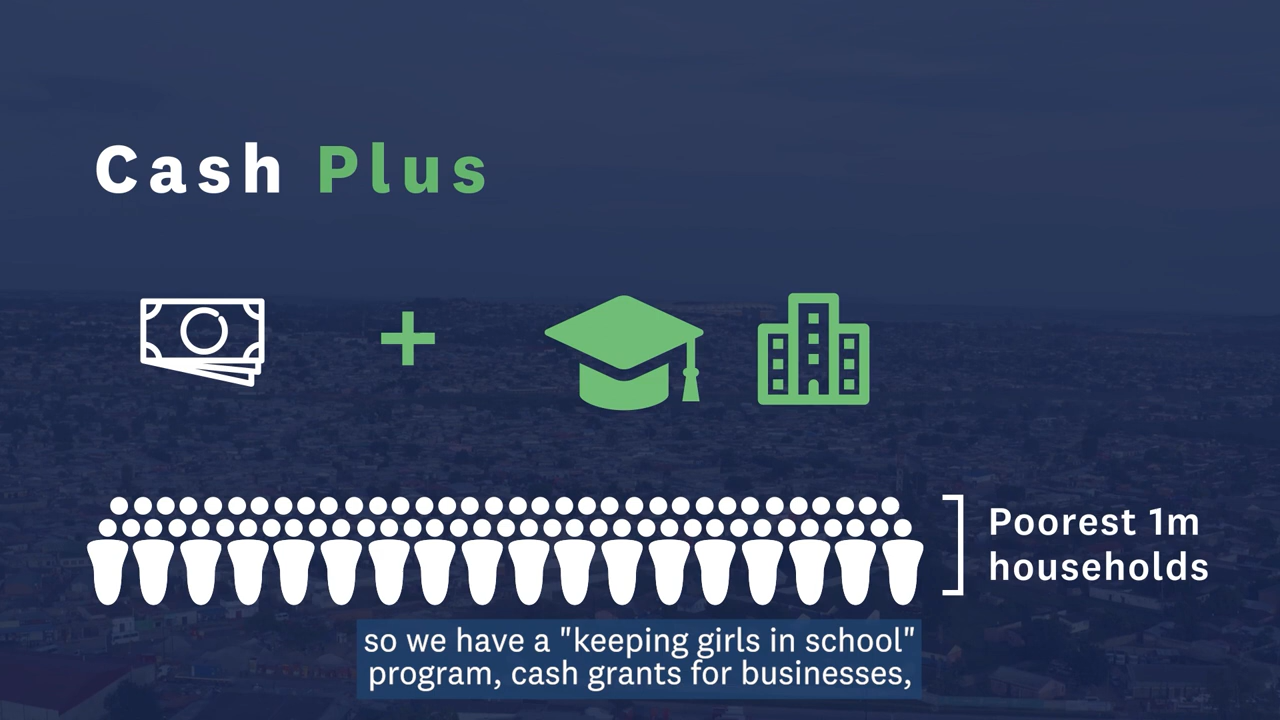 Cash Plus
Poorest 1m
households
so we have a "keeping girls in school"
program, cash grants for businesses,